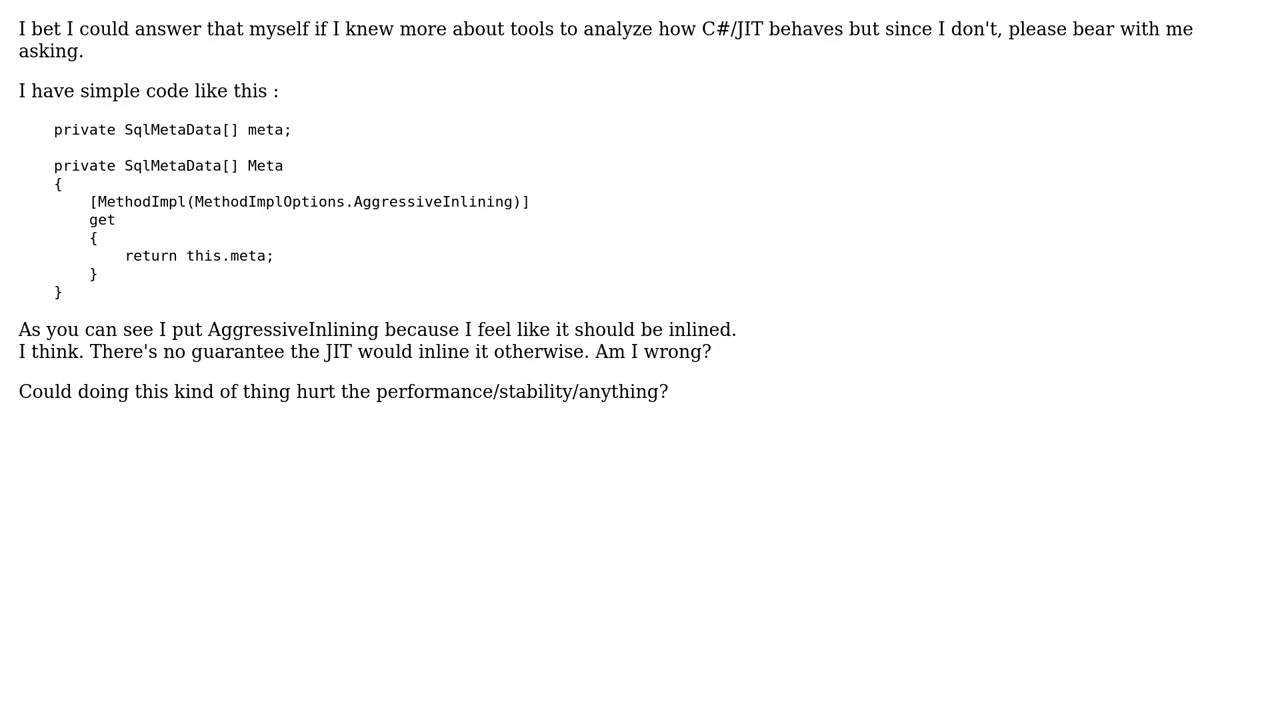 I bet I could answer that myself if I knew more about tools to analyze how C#/JIT behaves but since I don't, please bear with me
asking.
I have simple code like this :
private SqlMetaData[] meta;
private SqlMetaData[] Meta
{
[MethodImpl(MethodImplOptions.AggressiveInlining)]
get
{
return this.meta;
}
}
As you can see I put AggressiveInlining because I feel like it should be inlined.
I think. There's no guarantee the JIT would inline it otherwise. Am I wrong?
Could doing this kind of thing hurt the performance/stability/anything?